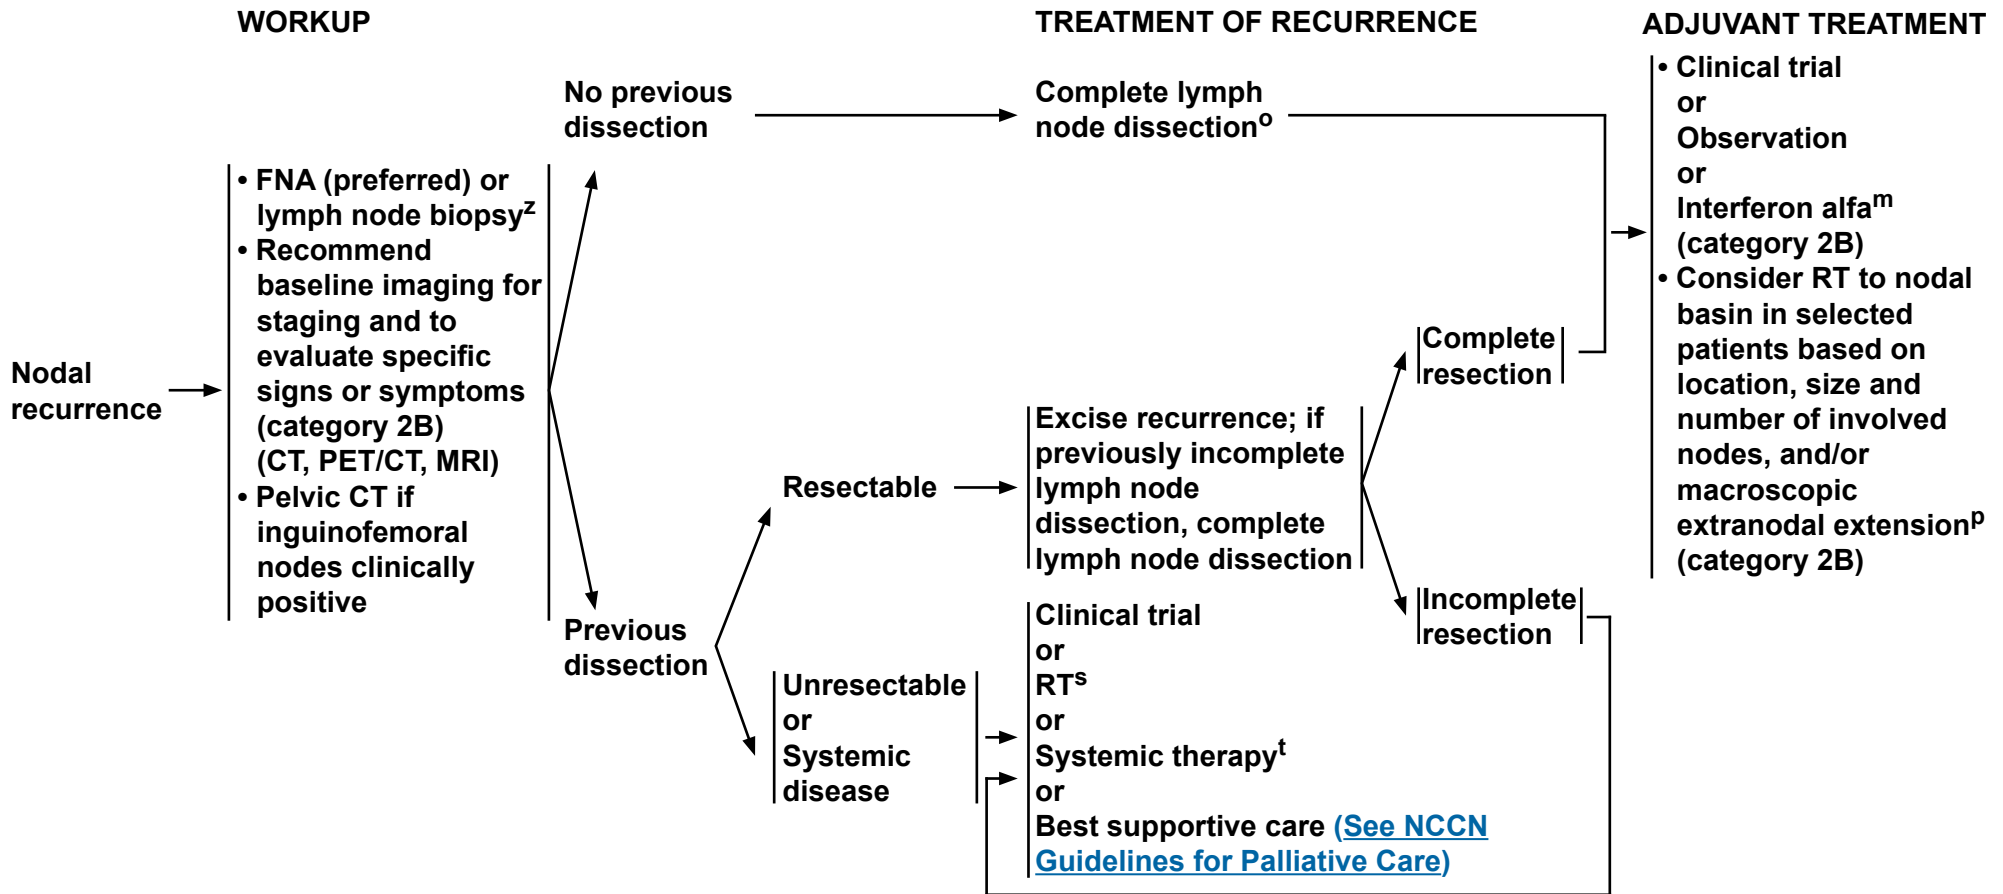 WORKUP
TREATMENT OF RECURRENCE
ADJUVANT TREATMENT
Nodal
recurrence
• FNA (preferred) or
lymph node biopsyᶻ
• Recommend
baseline imaging for
staging and to
evaluate specific
signs or symptoms
(category 2B)
(CT, PET/CT, MRI)
• Pelvic CT if
inguinofemoral
nodes clinically
positive
No previous
dissection
Previous
dissection
Resectable
Unresectable
or
Systemic
disease
Complete lymph
node dissectionᵒ
Excise recurrence; if
previously incomplete
lymph node
dissection, complete
lymph node dissection
Clinical trial
or
RTˢ
or
Systemic therapyᵗ
or
Best supportive care (See NCCN
Guidelines for Palliative Care)
Complete
resection
Incomplete
resection
• Clinical trial
or
Observation
or
Interferon alfaᵐ
(category 2B)
• Consider RT to nodal
basin in selected
patients based on
location, size and
number of involved
nodes, and/or
macroscopic
extranodal extensionᵖ
(category 2B)